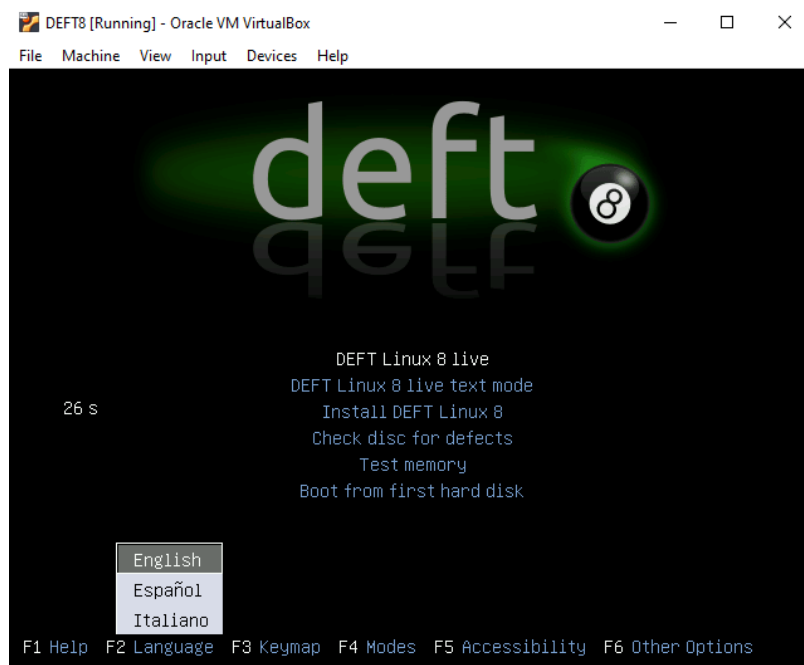 DEFT8 [Running] - Oracle VM VirtualBox
File Machine View Input Devices Help
deft 8
DEFT Linux 8 live
DEFT Linux 8 live text mode
26 s
Install DEFT Linux 8
Check disc for defects
Test memory
Boot from first hard disk
English
Español
Italiano
F1 Help F2 Language F3 Keymap F4 Modes F5 Accessibility F6 Other Options